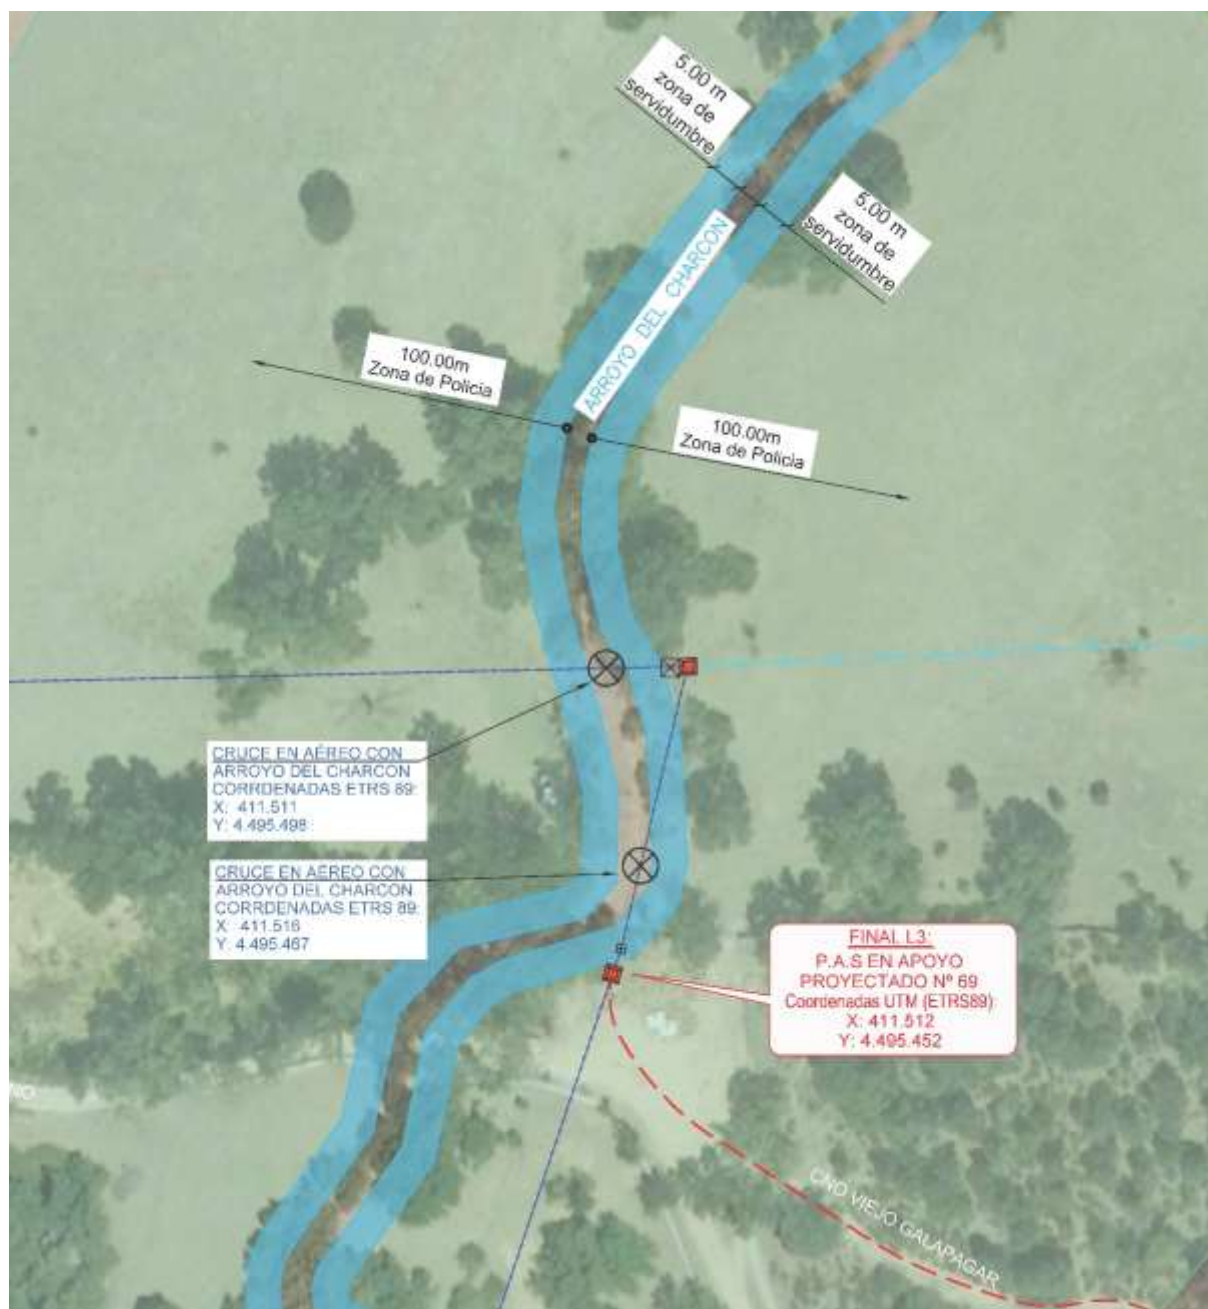 5.00 m
zona de
servidumbre
5.00 m
zona de
servidumbre
ARROYO DEL CHARCON
100.00m
Zona de Policia
100.00m
Zona de Policia
CRUCE EN AÉREO CON
ARROYO DEL CHARCON
CORRDENADAS ETRS 89:
X: 411.511
Y: 4.495.498
CRUCE EN AÉREO CON
ARROYO DEL CHARCON
CORRDENADAS ETRS 89:
X: 411.516
Y: 4.495.467
FINAL L3:
P.A.S EN APOYO
PROYECTADO Nº 69
Coordenadas UTM (ETRS89)
X: 411.512
Y: 4.495.452
NO
CNO VIEJO GALAPAGAR